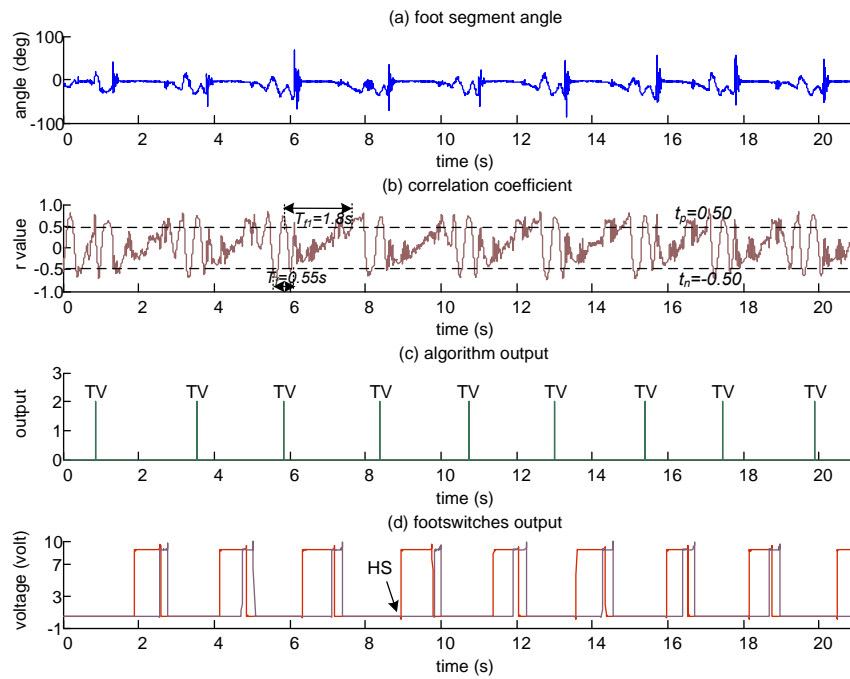 (a) foot segment angle
angle (deg)
100
0
-100
0 2 4 6 8 10 12 14 16 18 20
time (s)
(b) correlation coefficient
r value
1.0
0.5
0
-0.5
-1.0
T_f1=1.8s
t_p=0.50
=0.55s
t_n=-0.50
0 2 4 6 8 10 12 14 16 18 20
time (s)
(c) algorithm output
output
3
2
1
0
TV TV TV TV TV TV TV TV TV
0 2 4 6 8 10 12 14 16 18 20
time (s)
(d) footswitches output
voltage (volt)
10
7
3
-1
HS
0 2 4 6 8 10 12 14 16 18 20
time (s)